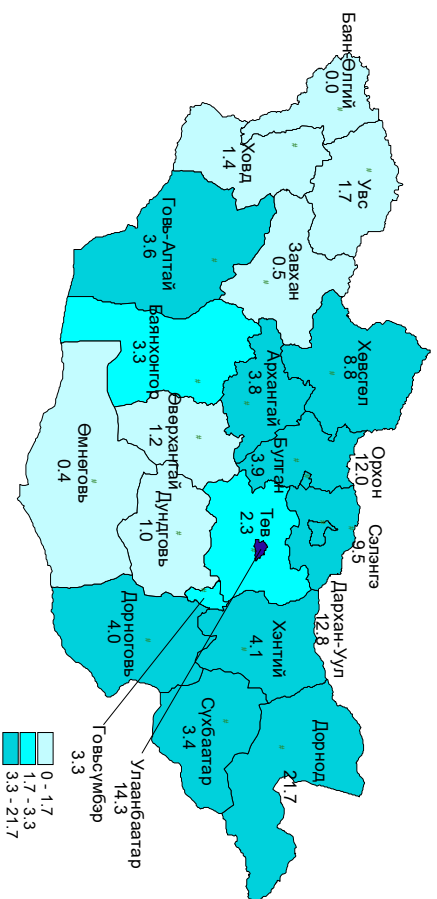 Баян-Өлгий
0.0
Увс
1.7
Ховд
1.4
Завхан
0.5
Говь-Алтай
3.6
Баянхонгор
3.3
Хөвсгөл
8.8
Архангай
3.8
Булган
3.9
Орхон
12.0
Сэлэнгэ
9.5
Дархан-Уул
12.8
Өвөрхангай
1.2
Төв
2.3
Өмнөговь
0.4
Дундговь
1.0
Дорноговь
4.0
Хэнтий
4.1
Сүхбаатар
3.4
Дорнод
21.7
Улаанбаатар
14.3
Говьсүмбэр
3.3
0 - 1.7
1.7 - 3.3
3.3 - 21.7